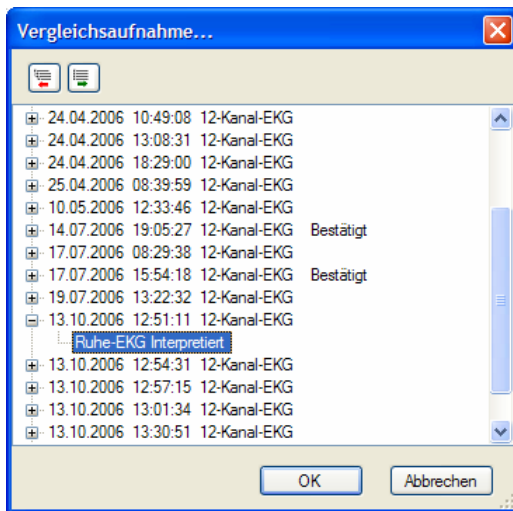 Vergleichsaufnahme...
24.04.2006 10:49:08 12-Kanal-EKG
24.04.2006 13:08:31 12-Kanal-EKG
24.04.2006 18:29:00 12-Kanal-EKG
25.04.2006 08:39:59 12-Kanal-EKG
10.05.2006 12:33:46 12-Kanal-EKG
14.07.2006 19:05:27 12-Kanal-EKG Bestätigt
17.07.2006 08:29:38 12-Kanal-EKG
17.07.2006 15:54:18 12-Kanal-EKG Bestätigt
19.07.2006 13:22:32 12-Kanal-EKG
13.10.2006 12:51:11 12-Kanal-EKG
Ruhe-EKG Interpretiert
13.10.2006 12:54:31 12-Kanal-EKG
13.10.2006 12:57:15 12-Kanal-EKG
13.10.2006 13:01:34 12-Kanal-EKG
13.10.2006 13:30:51 12-Kanal-EKG
OK Abbrechen